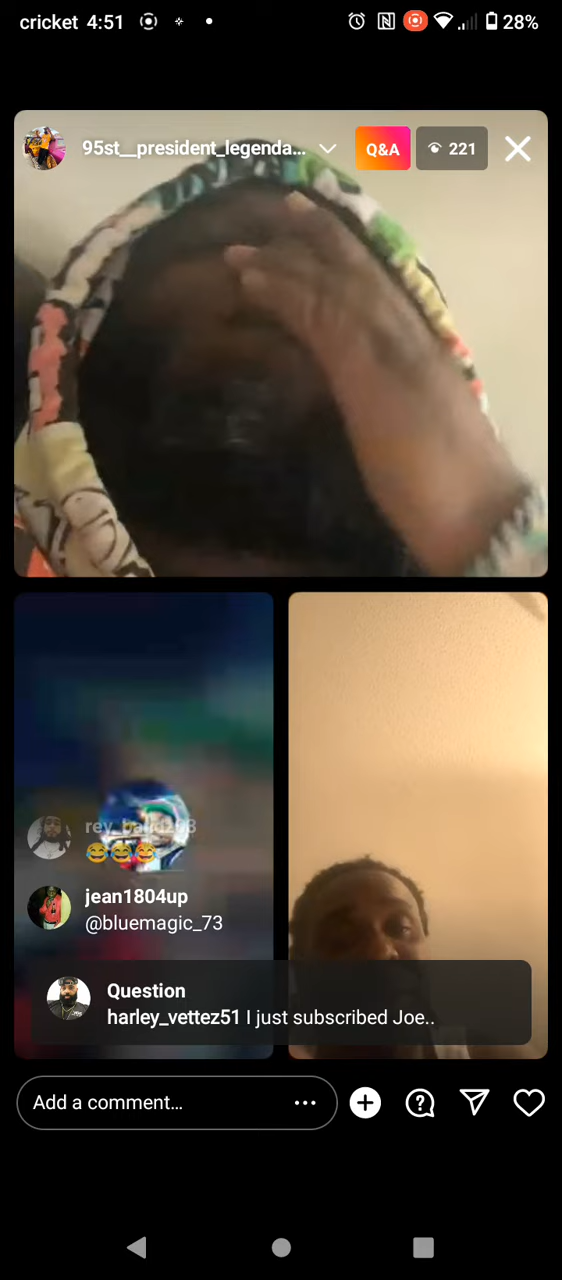 cricket 4:51
28%
95st__president_legenda...
Q&A
221
😂😂😂
jean1804up
@bluemagic_73
Question
harley_vettez51 I just subscribed Joe..
Add a comment...